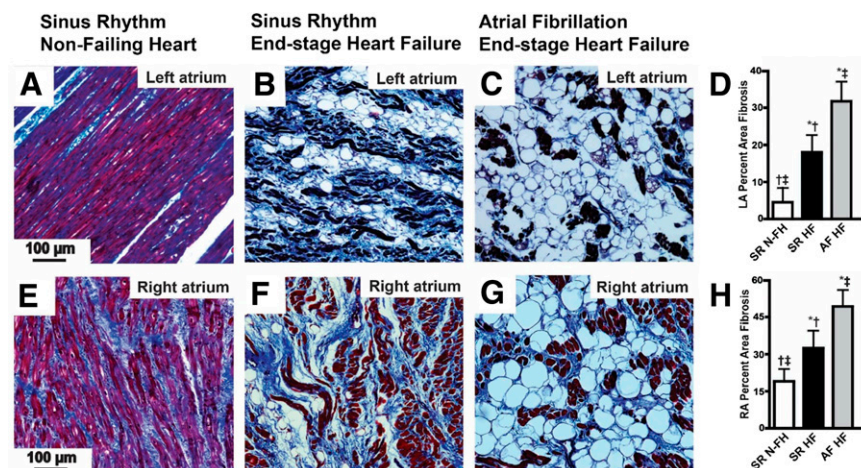 Sinus Rhythm
Non-Failing Heart
Sinus Rhythm
End-stage Heart Failure
Atrial Fibrillation
End-stage Heart Failure
A
Left atrium
100 µm
B
Left atrium
C
Left atrium
D
LA Percent Area Fibrosis
40
30
20
10
0
†‡
*†
*‡
SR N-FH
SR HF
AF HF
E
Right atrium
100 µm
F
Right atrium
G
Right atrium
H
RA Percent Area Fibrosis
60
45
30
15
0
†‡
*†
*‡
SR N-FH
SR HF
AF HF